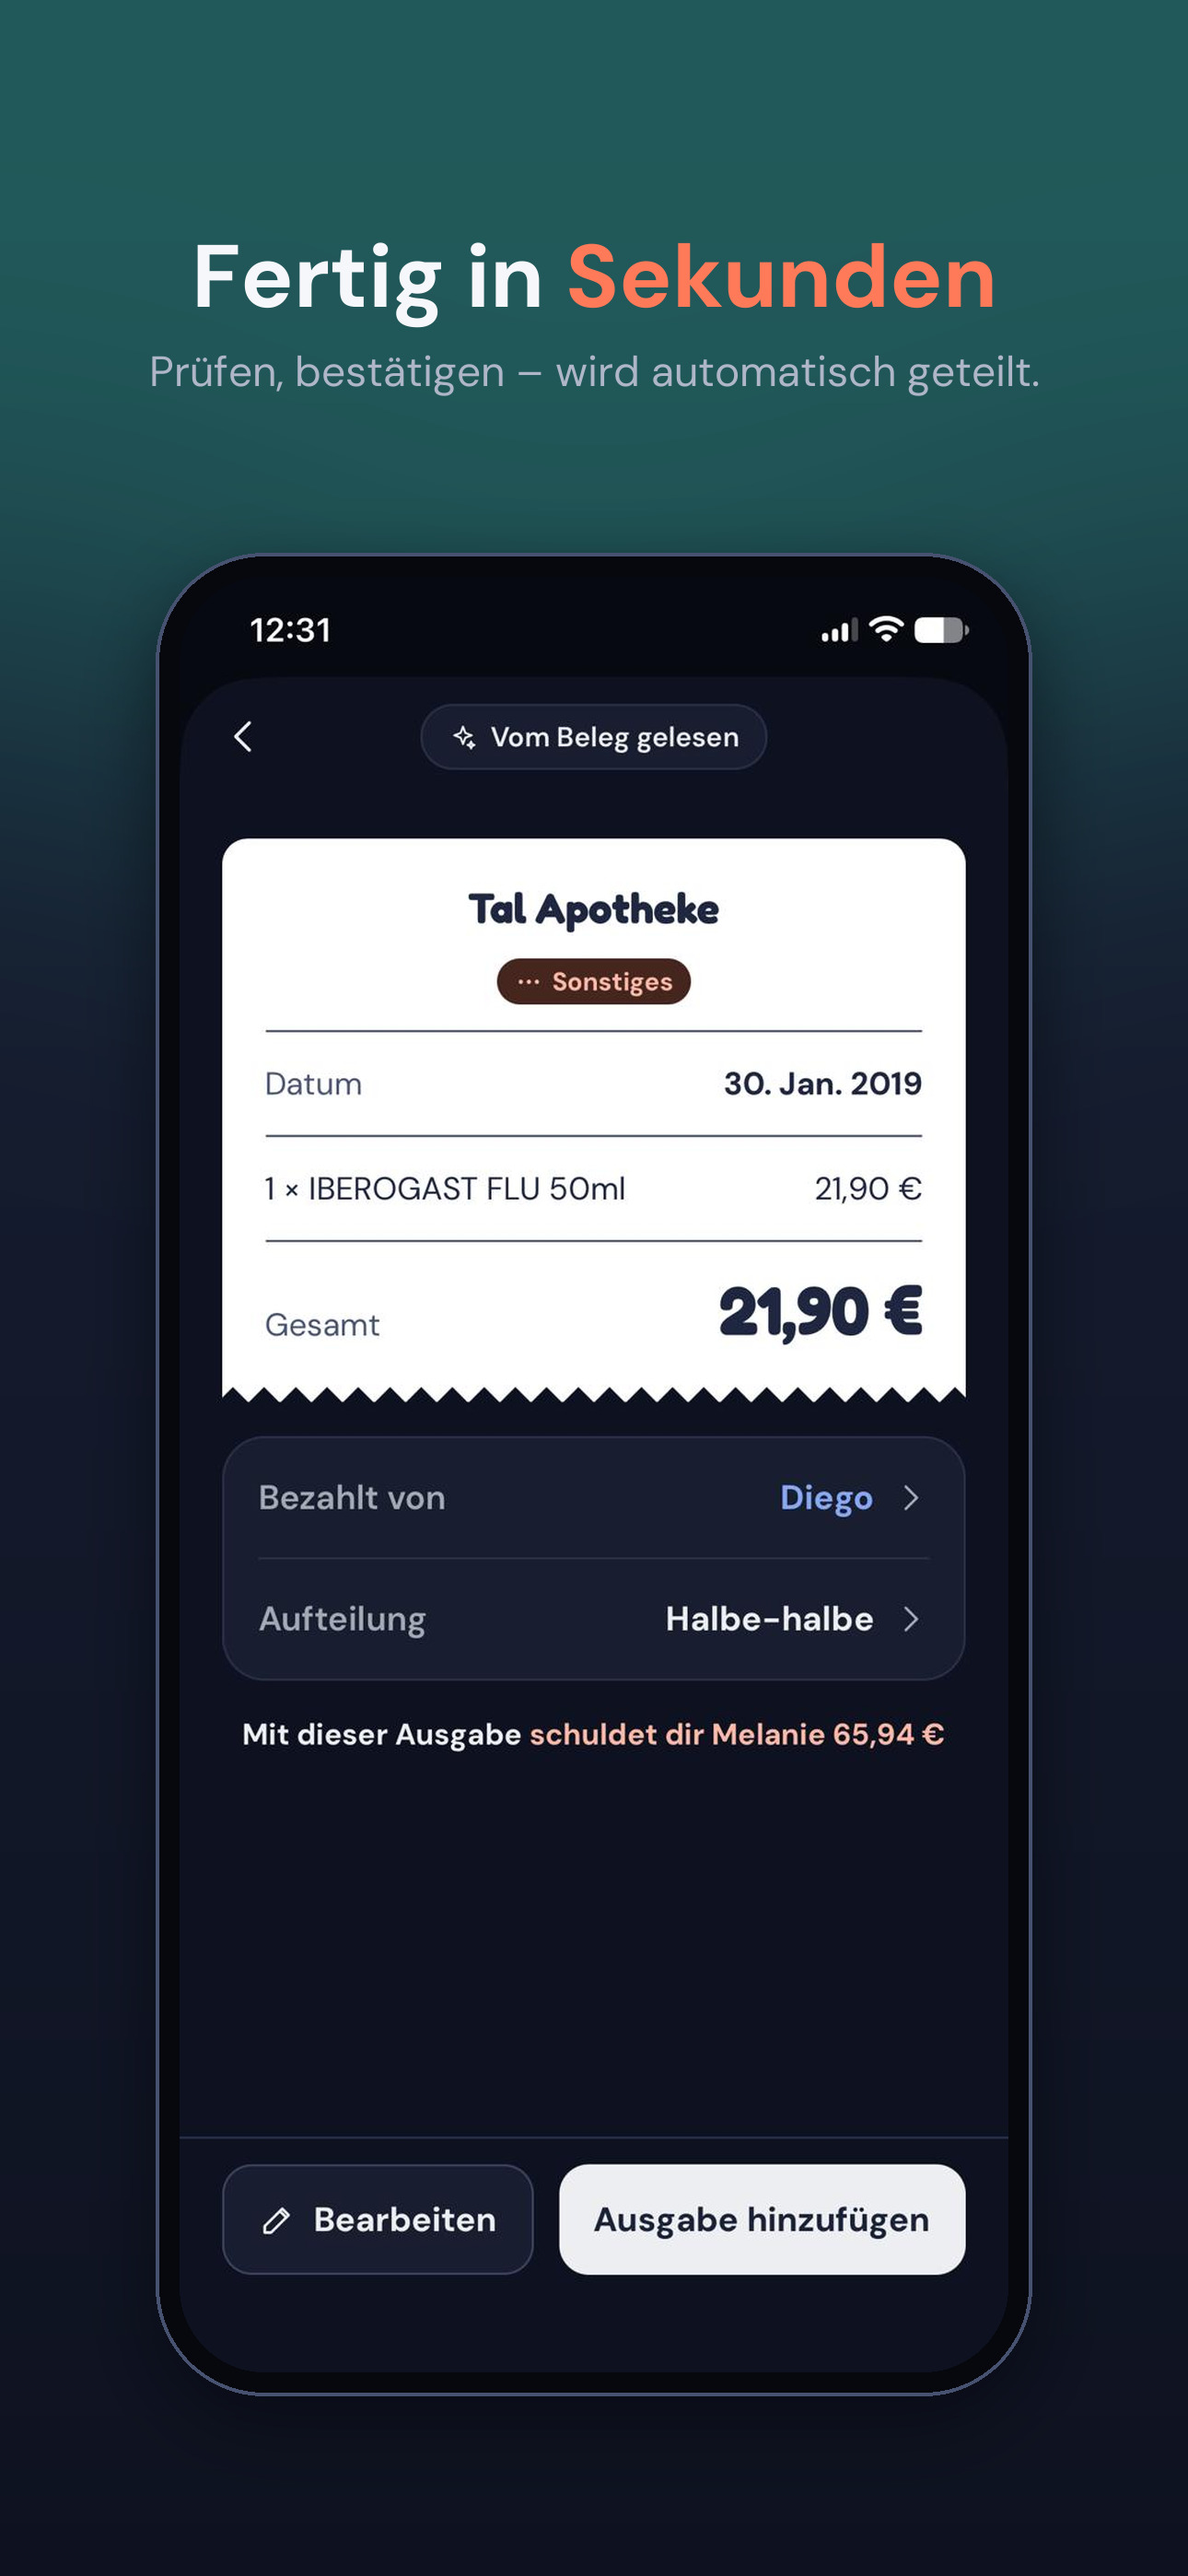 Fertig in Sekunden
Prüfen, bestätigen – wird automatisch geteilt.
12:31
Vom Beleg gelesen
Tal Apotheke
··· Sonstiges
Datum 30. Jan. 2019
1 × IBEROGAST FLU 50ml 21,90 €
Gesamt 21,90 €
Bezahlt von Diego
Aufteilung Halbe-halbe
Mit dieser Ausgabe schuldet dir Melanie 65,94 €
Bearbeiten Ausgabe hinzufügen